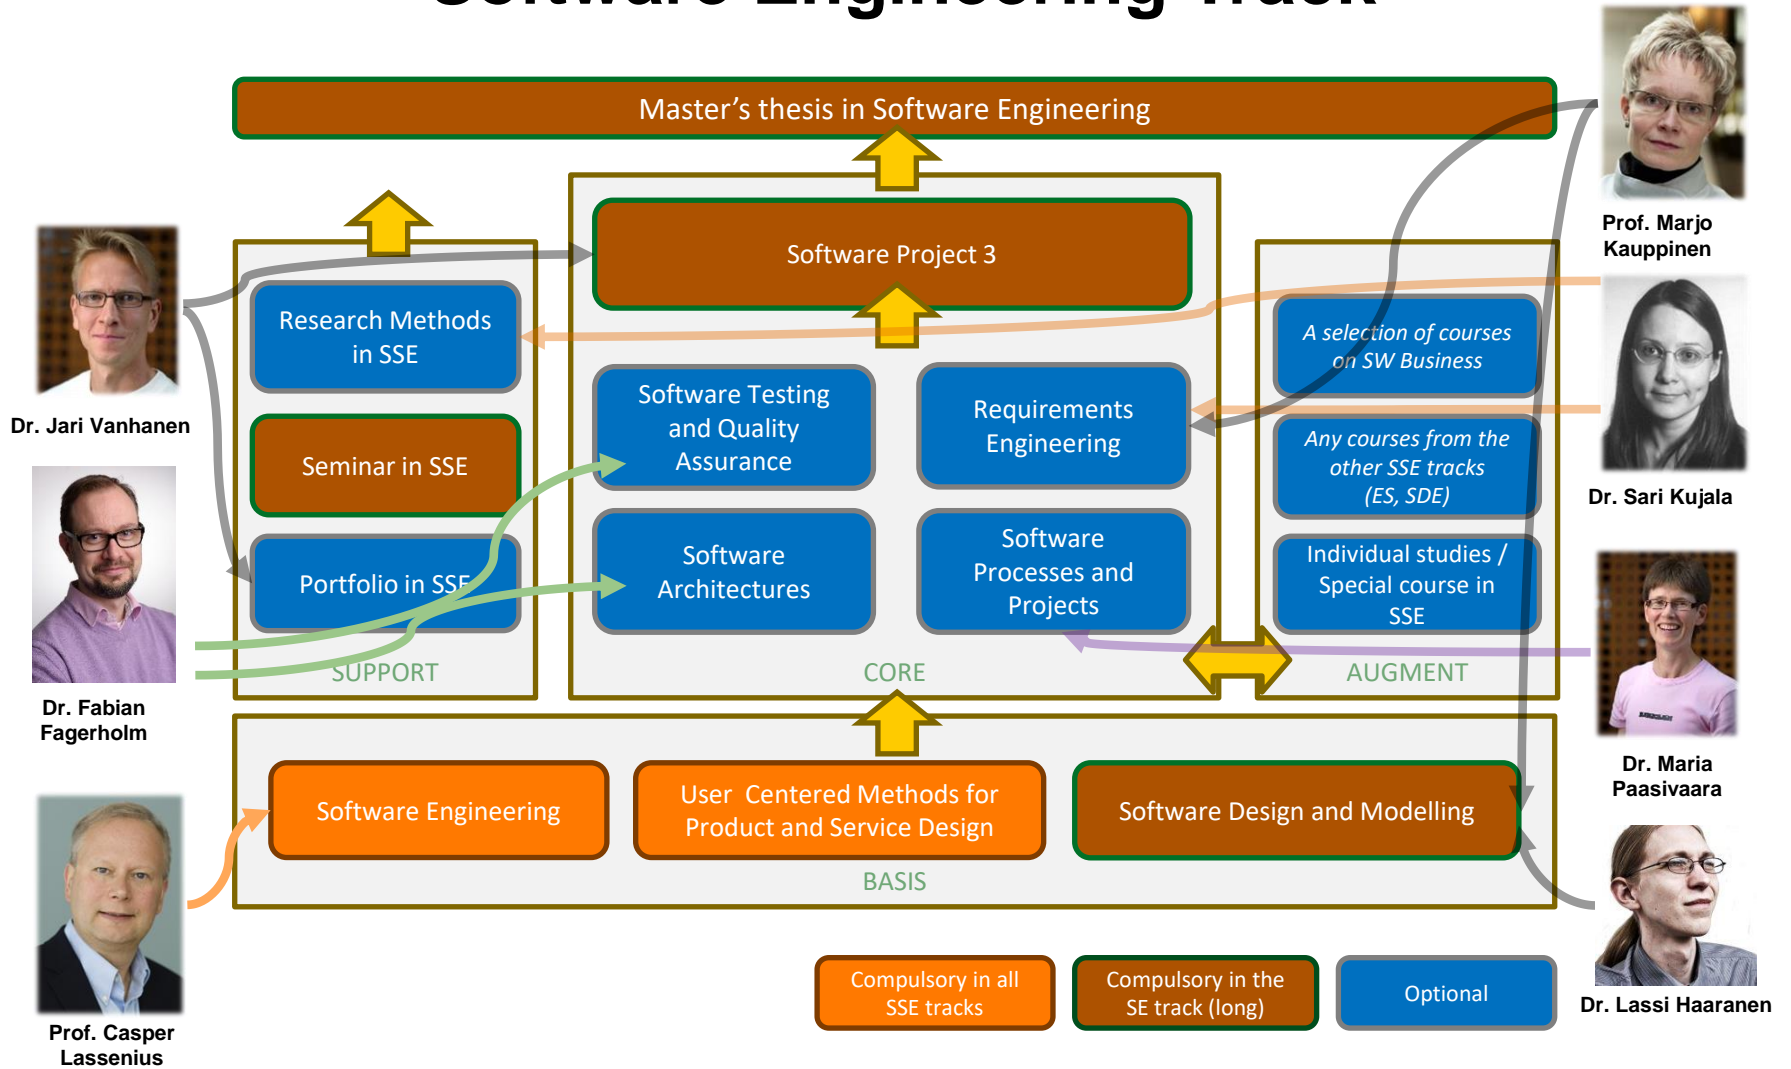 Software Engineering Track
Master's thesis in Software Engineering
Prof. Marjo
Kauppinen
Software Project 3
Research Methods
in SSE
A selection of courses
on SW Business
Dr. Jari Vanhanen
Software Testing
and Quality
Assurance
Requirements
Engineering
Seminar in SSE
Any courses from the
other SSE tracks
(ES, SDE)
Dr. Sari Kujala
Portfolio in SSE
Software
Architectures
Software
Processes and
Projects
Individual studies /
Special course in
SSE
SUPPORT
CORE
AUGMENT
Dr. Fabian
Fagerholm
Dr. Maria
Paasivaara
Software Engineering
User  Centered Methods for
Product and Service Design
Software Design and Modelling
BASIS
Compulsory in all
SSE tracks
Compulsory in the
SE track (long)
Optional
Dr. Lassi Haaranen
Prof. Casper
Lassenius